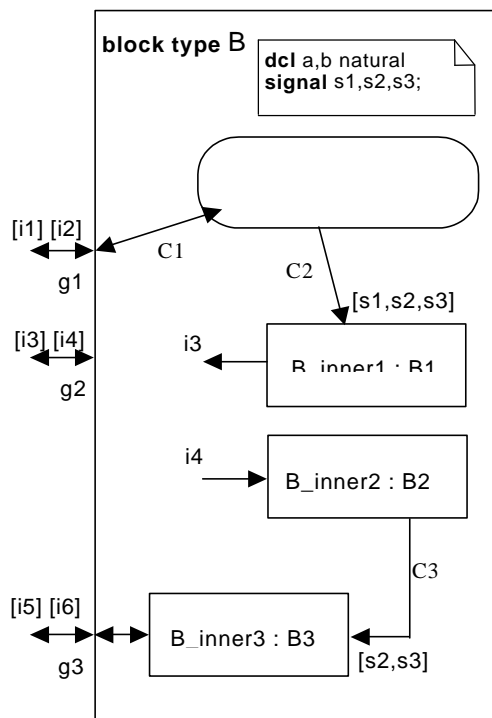 block type B
dcl a,b natural
signal s1,s2,s3;
[i1] [i2]
C1
g1
C2
[s1,s2,s3]
[i3] [i4]
i3
g2
B_inner1 : B1
i4
B_inner2 : B2
C3
[i5] [i6]
B_inner3 : B3
g3
[s2,s3]